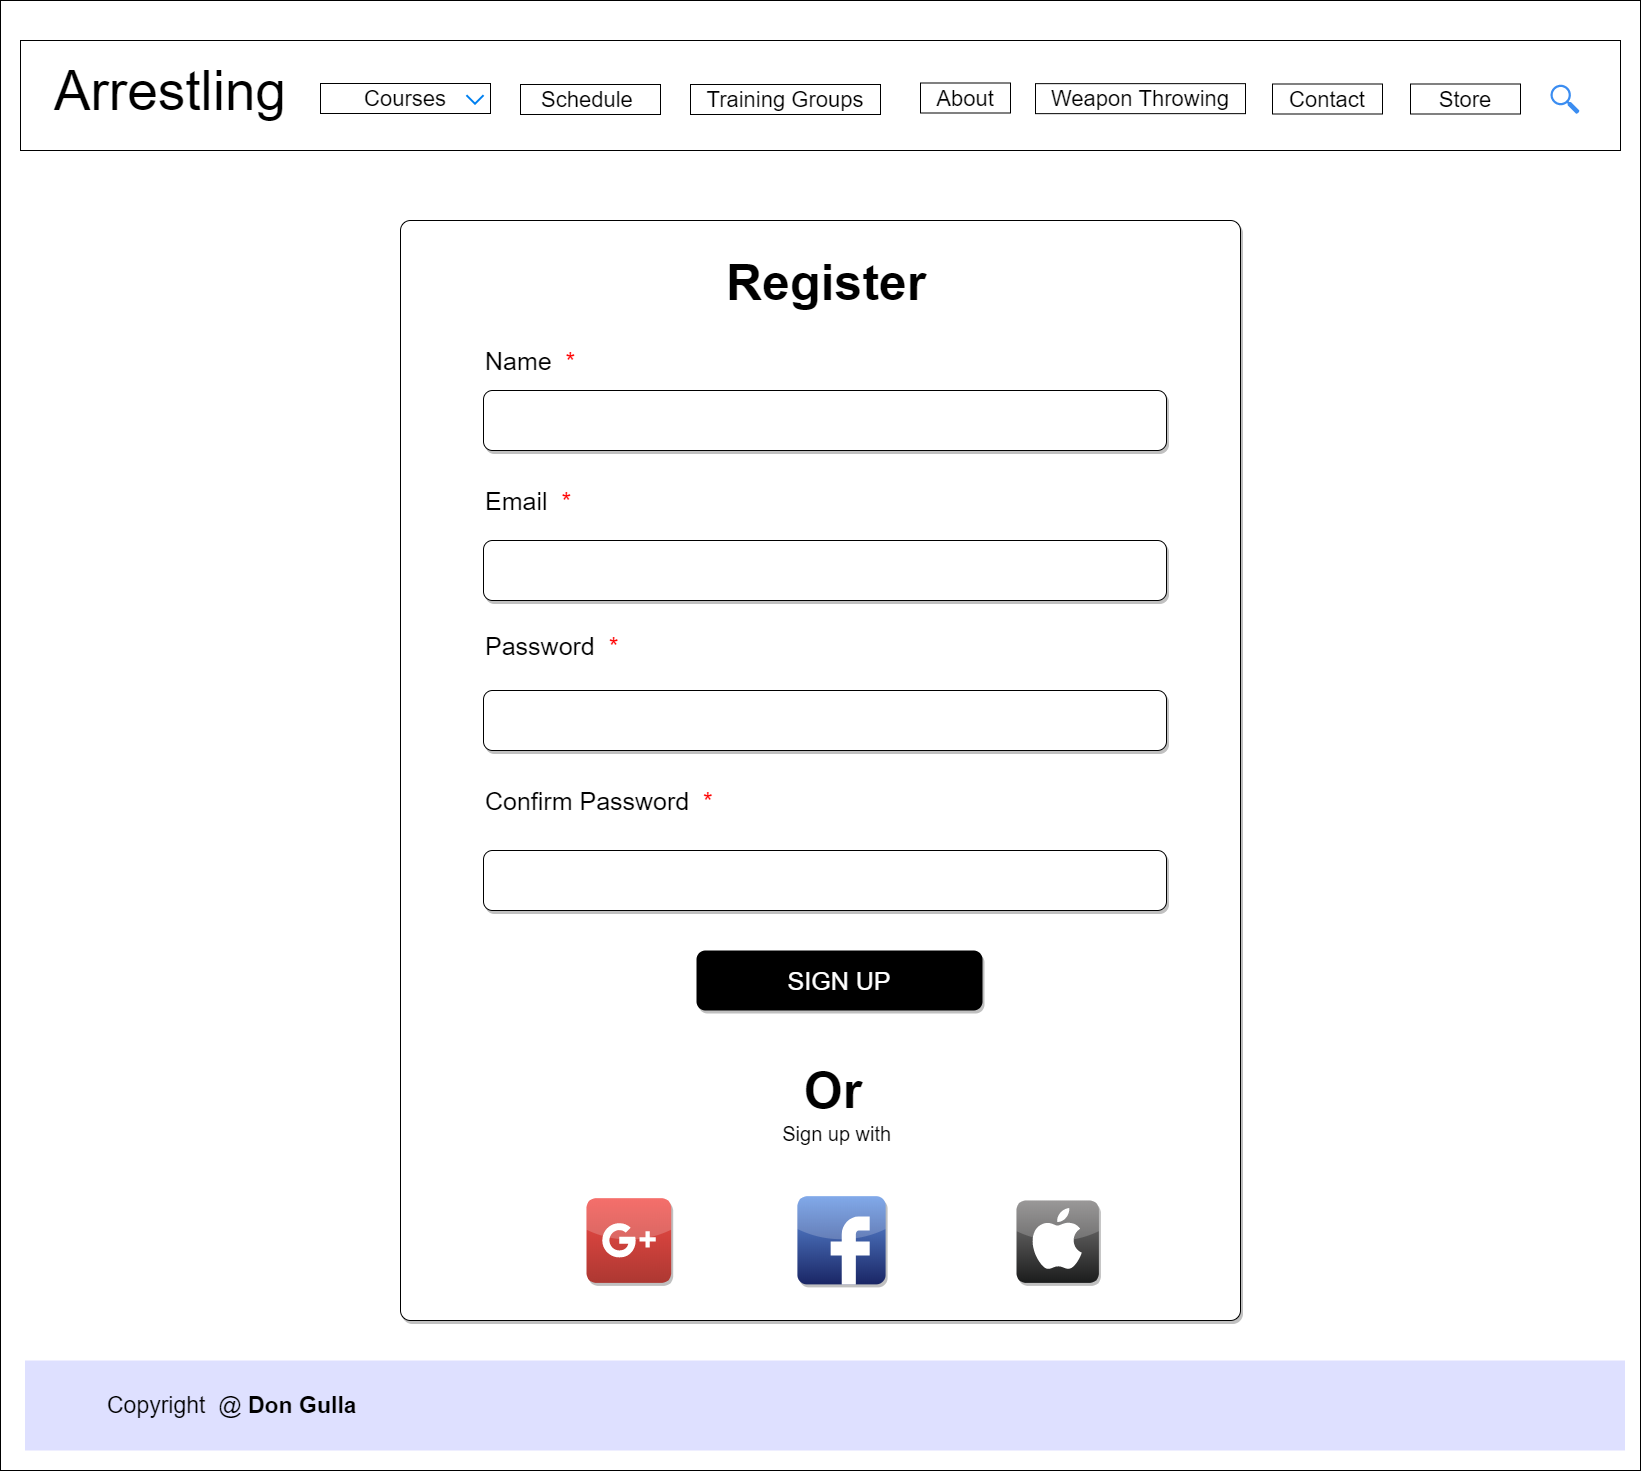 Arrestling Courses Schedule Training Groups About Weapon Throwing Contact Store
Register
Name *
Email *
Password *
Confirm Password *
SIGN UP
Or
Sign up with
G+ f
Copyright @ Don Gulla